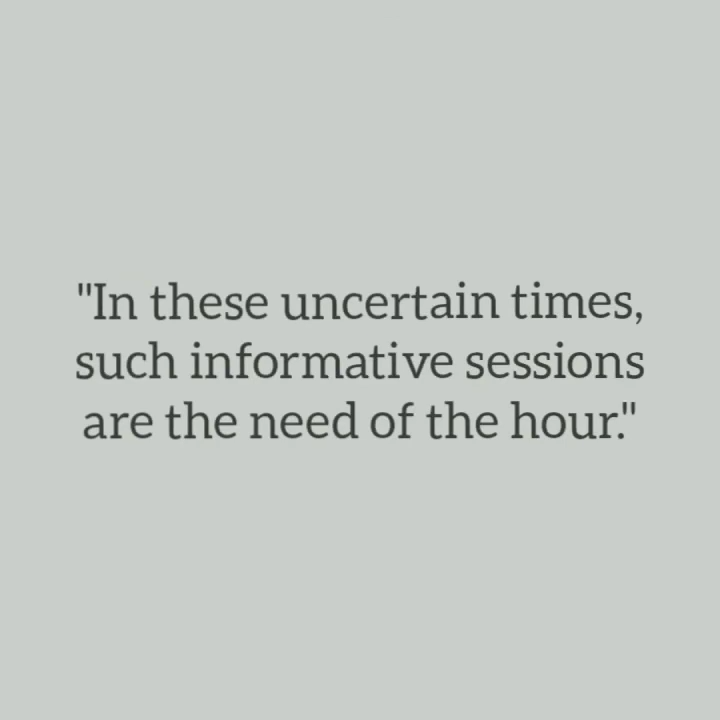 "In these uncertain times,
such informative sessions
are the need of the hour."